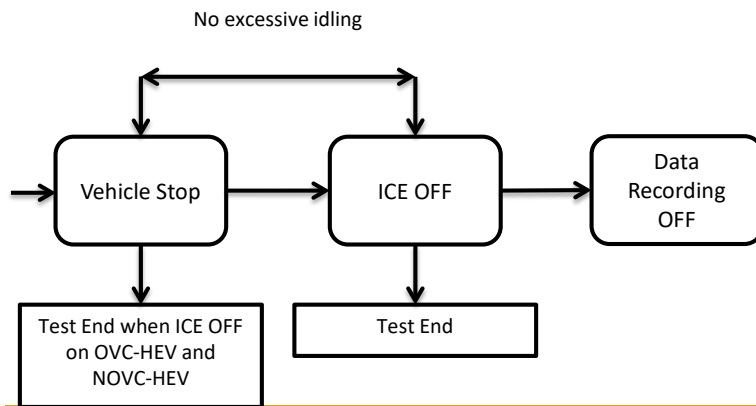 No excessive idling
Vehicle Stop
ICE OFF
Data
Recording
OFF
Test End when ICE OFF
on OVC-HEV and
NOVC-HEV
Test End